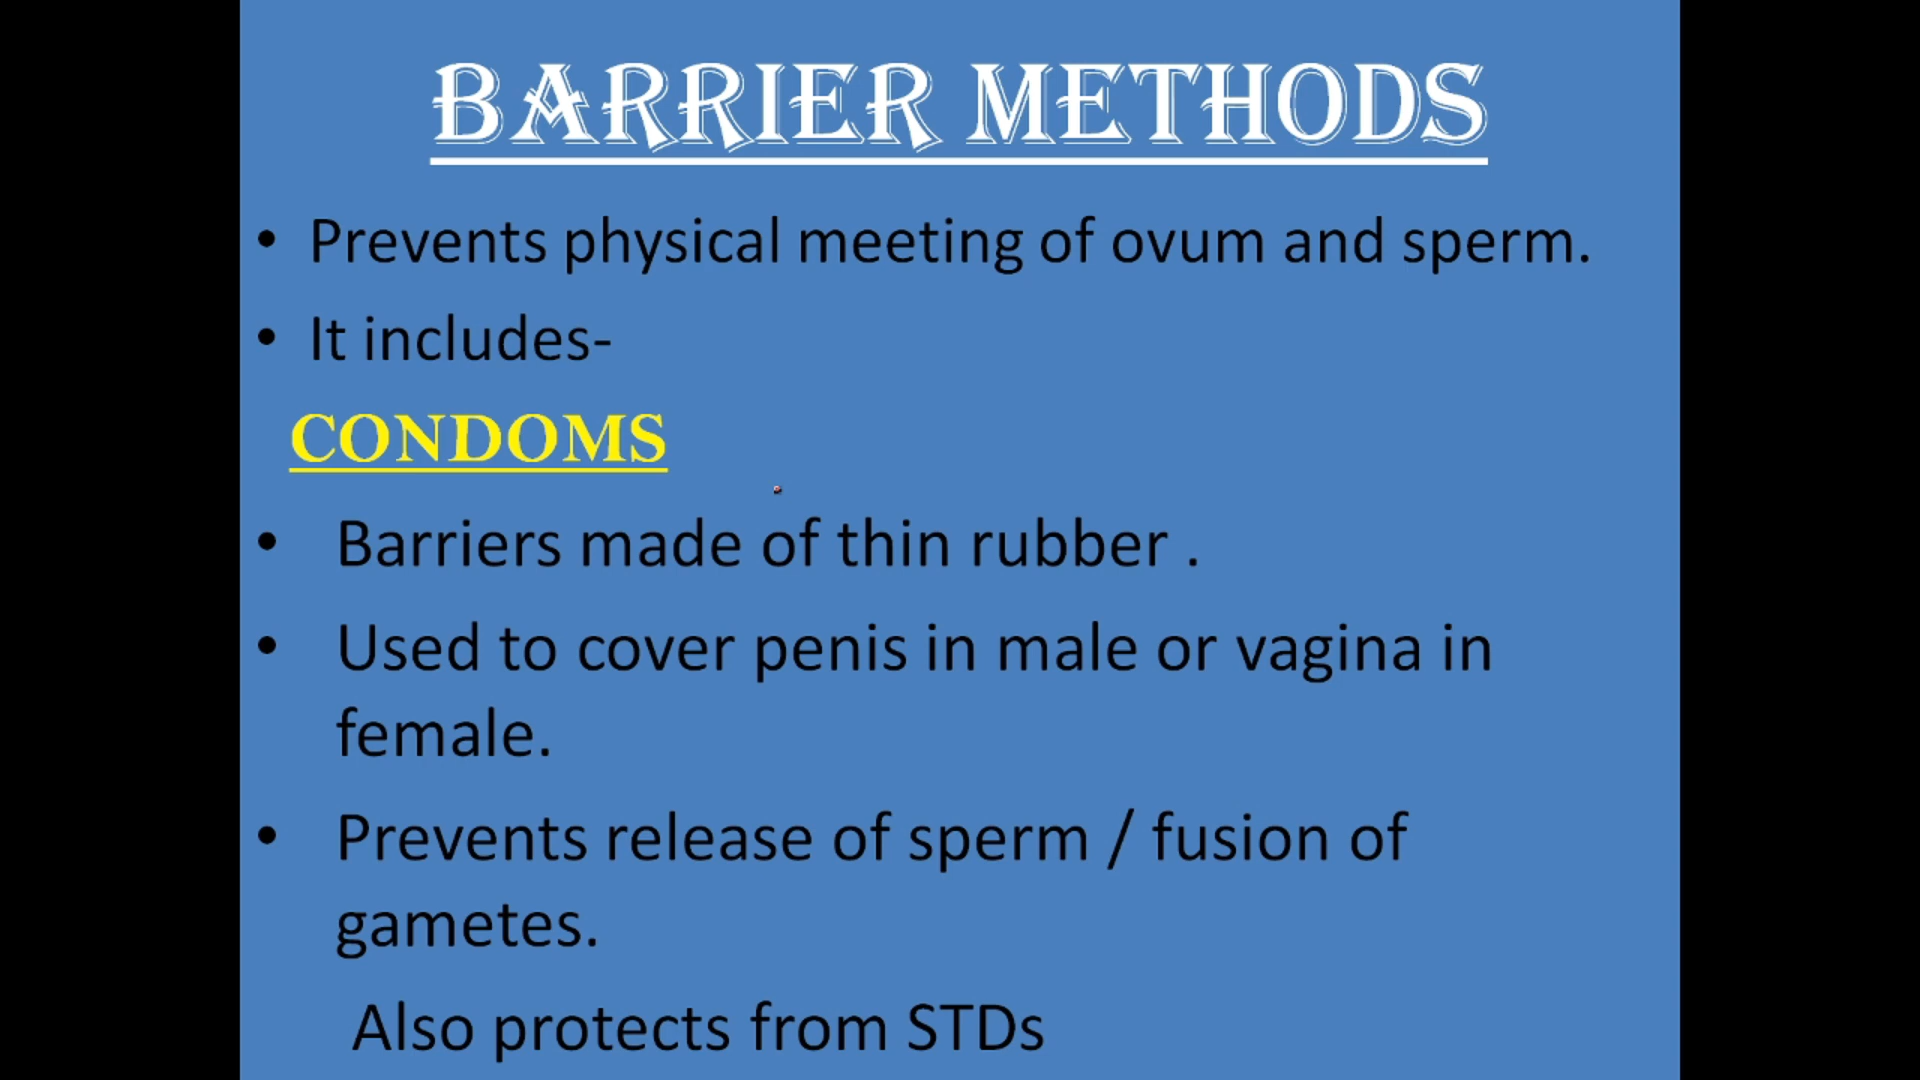 BARRIER METHODS
• Prevents physical meeting of ovum and sperm.
• It includes-
CONDOMS
• Barriers made of thin rubber .
• Used to cover penis in male or vagina in
female.
• Prevents release of sperm / fusion of
gametes.
Also protects from STDs